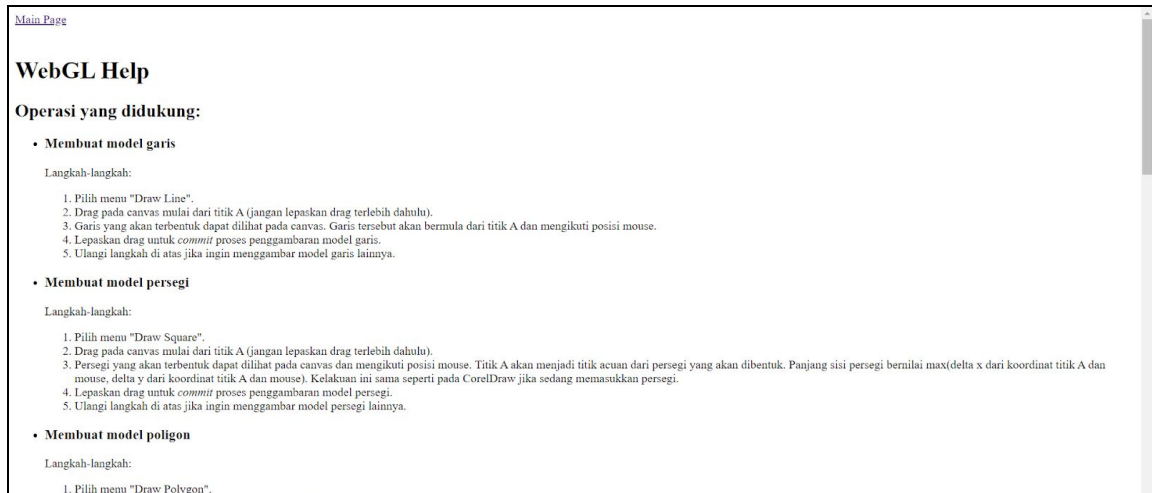 Main Page
WebGL Help
Operasi yang didukung:
• Membuat model garis
Langkah-langkah:
1. Pilih menu "Draw Line".
2. Drag pada canvas mulai dari titik A (jangan lepaskan drag terlebih dahulu).
3. Garis yang akan terbentuk dapat dilihat pada canvas. Garis tersebut akan bermula dari titik A dan mengikuti posisi mouse.
4. Lepaskan drag untuk commit proses penggambaran model garis.
5. Ulangi langkah di atas jika ingin menggambar model garis lainnya.
• Membuat model persegi
Langkah-langkah:
1. Pilih menu "Draw Square".
2. Drag pada canvas mulai dari titik A (jangan lepaskan drag terlebih dahulu).
3. Persegi yang akan terbentuk dapat dilihat pada canvas dan mengikuti posisi mouse. Titik A akan menjadi titik acuan dari persegi yang akan dibentuk. Panjang sisi persegi bernilai max(delta x dari koordinat titik A dan
mouse, delta y dari koordinat titik A dan mouse). Kelakuan ini sama seperti pada CorelDraw jika sedang memasukkan persegi.
4. Lepaskan drag untuk commit proses penggambaran model persegi.
5. Ulangi langkah di atas jika ingin menggambar model persegi lainnya.
• Membuat model poligon
Langkah-langkah:
1. Pilih menu "Draw Polygon".